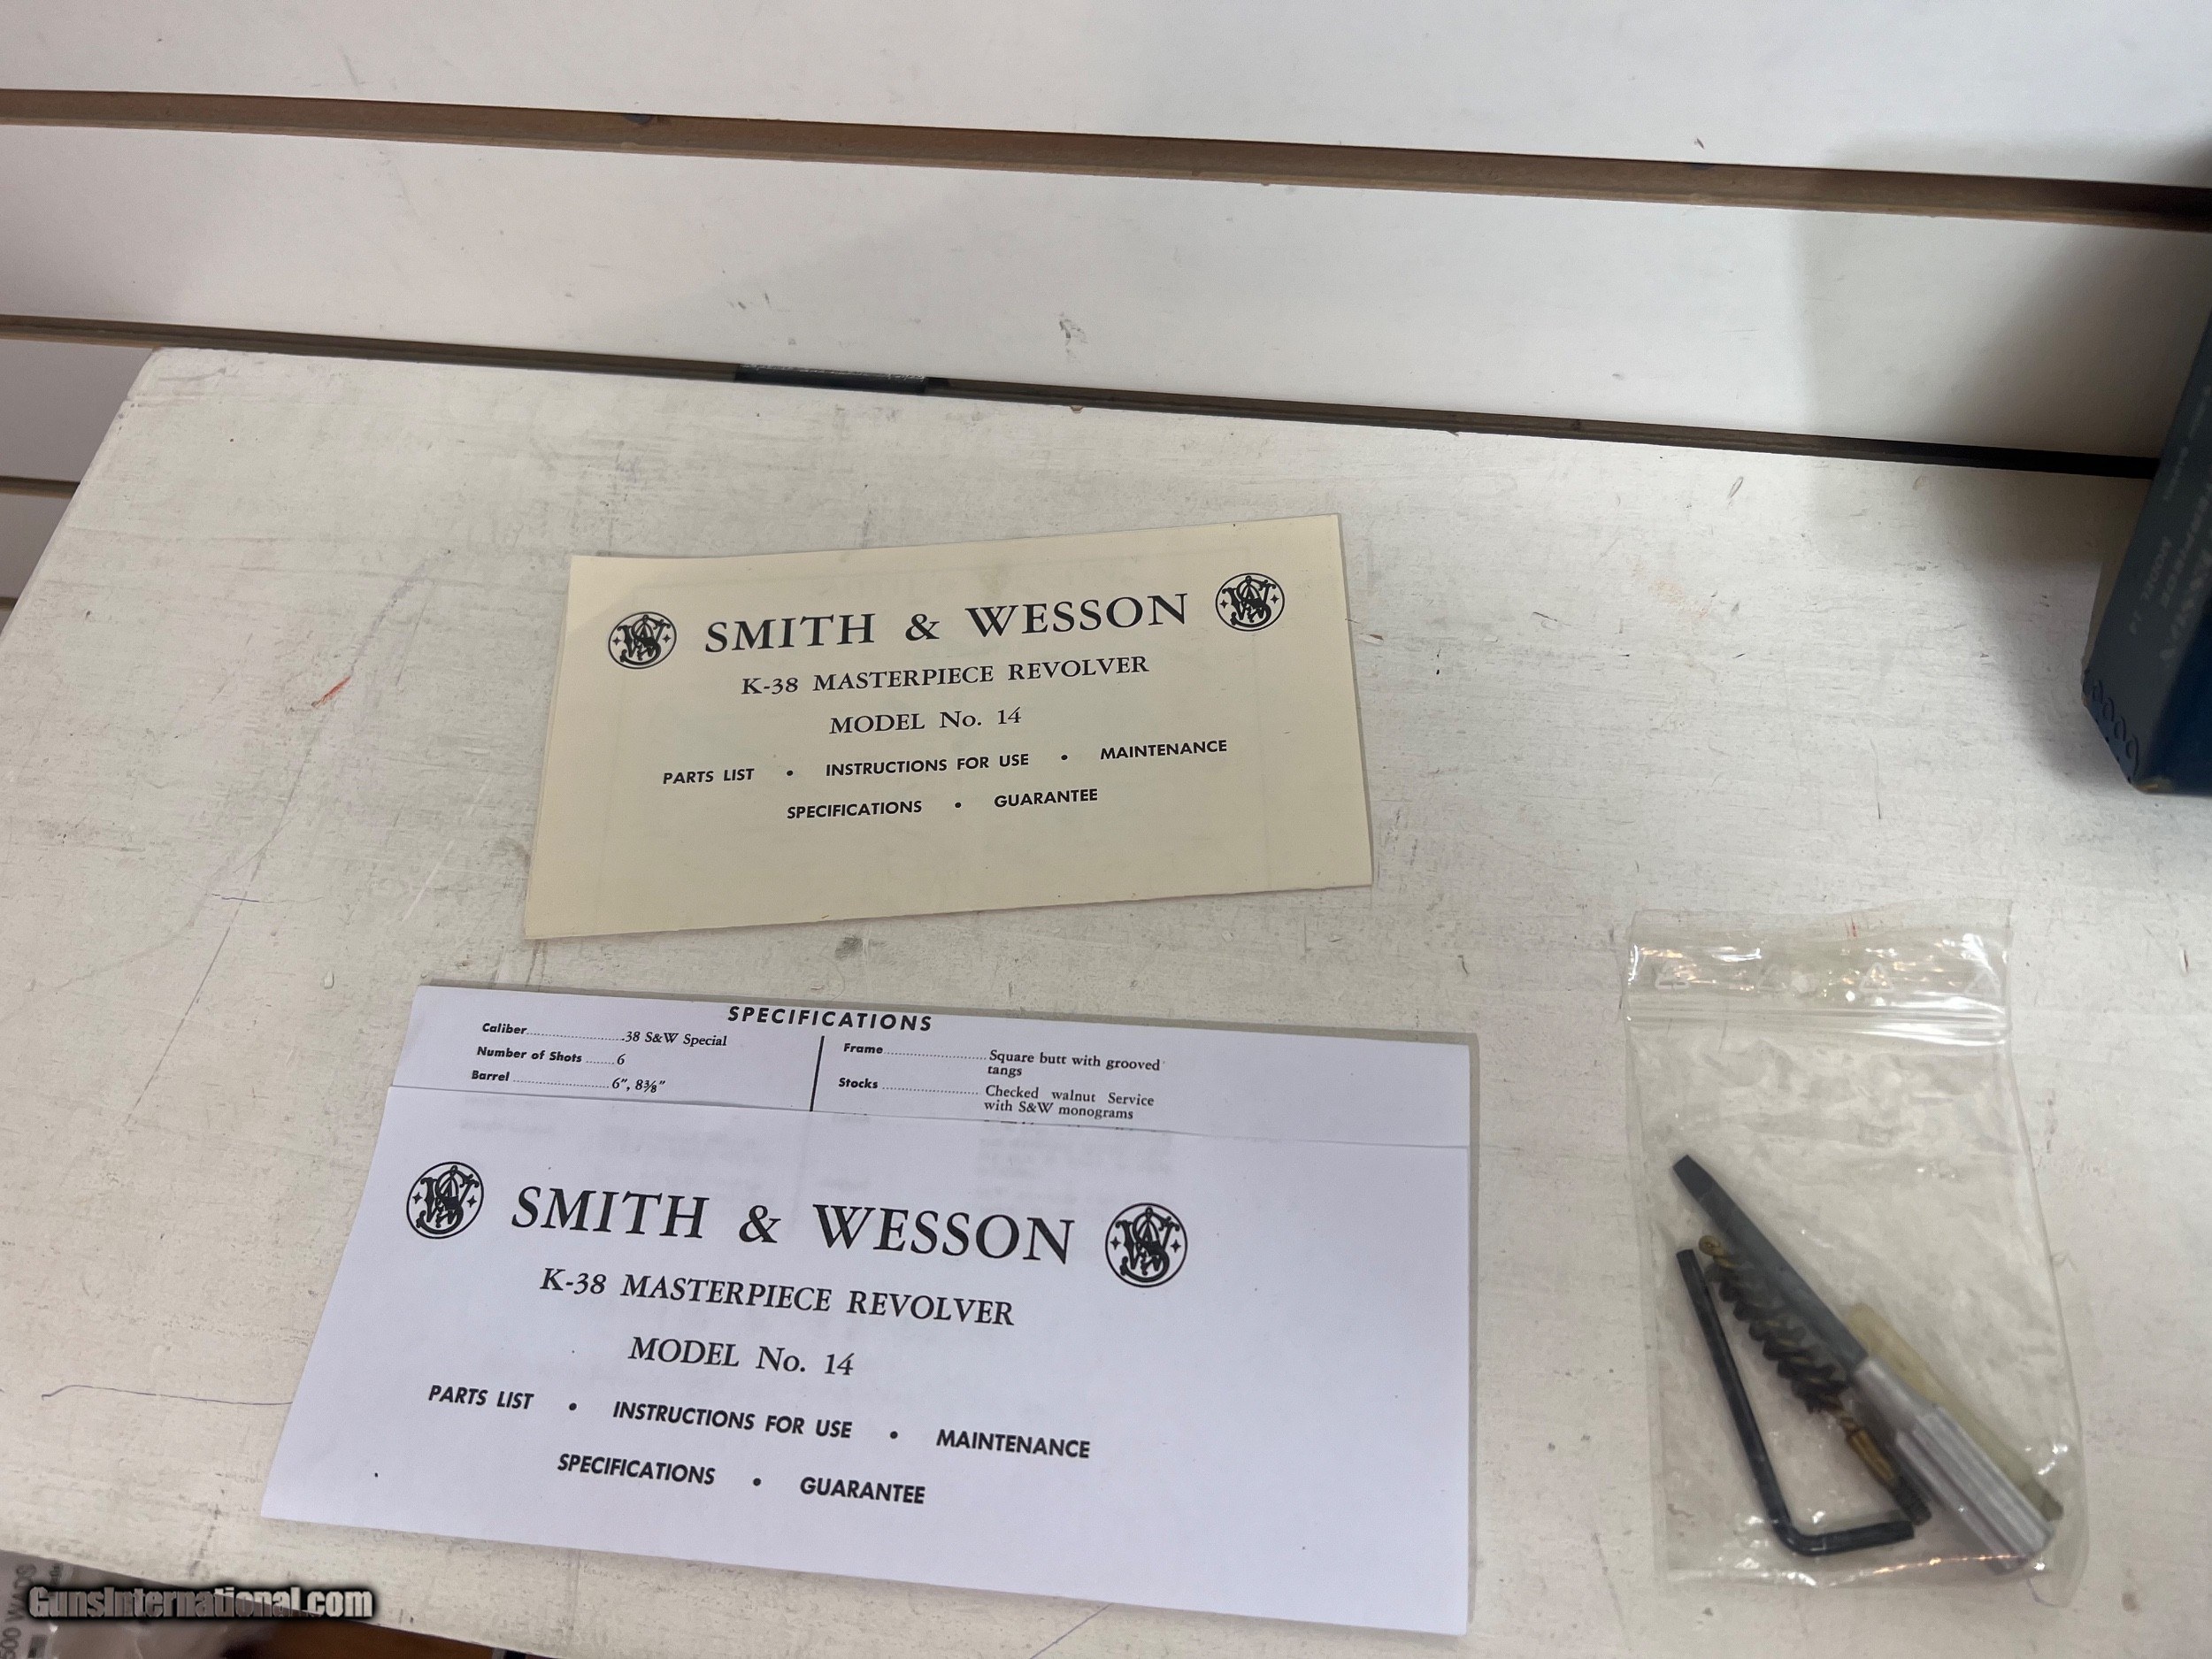 SMITH & WESSON
K-38 MASTERPIECE REVOLVER
MODEL No. 14
PARTS LIST • INSTRUCTIONS FOR USE • MAINTENANCE
SPECIFICATIONS • GUARANTEE
SPECIFICATIONS
Caliber..............................38 S&W Special
Number of Shots .......6
Barrel ........................6", 8⅜"
Frame..........................Square butt with grooved
tangs
Stocks..........................Checked walnut Service
with S&W monograms
SMITH & WESSON
K-38 MASTERPIECE REVOLVER
MODEL No. 14
PARTS LIST • INSTRUCTIONS FOR USE • MAINTENANCE
SPECIFICATIONS • GUARANTEE
MODEL 14
GunsInternational.com